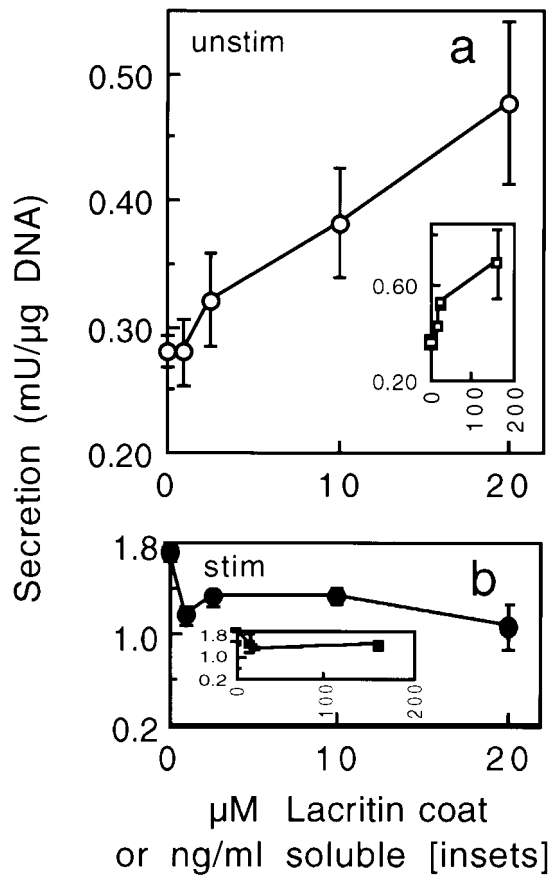 Secretion (mU/µg DNA)
unstim
a
0.50
0.40
0.30
0.20
0 10 20
0.60
0.20
0 100 200
stim
b
1.8
1.0
0.2
0 10 20
1.8
1.0
0.2
0 100 200
µM Lacritin coat
or ng/ml soluble [insets]